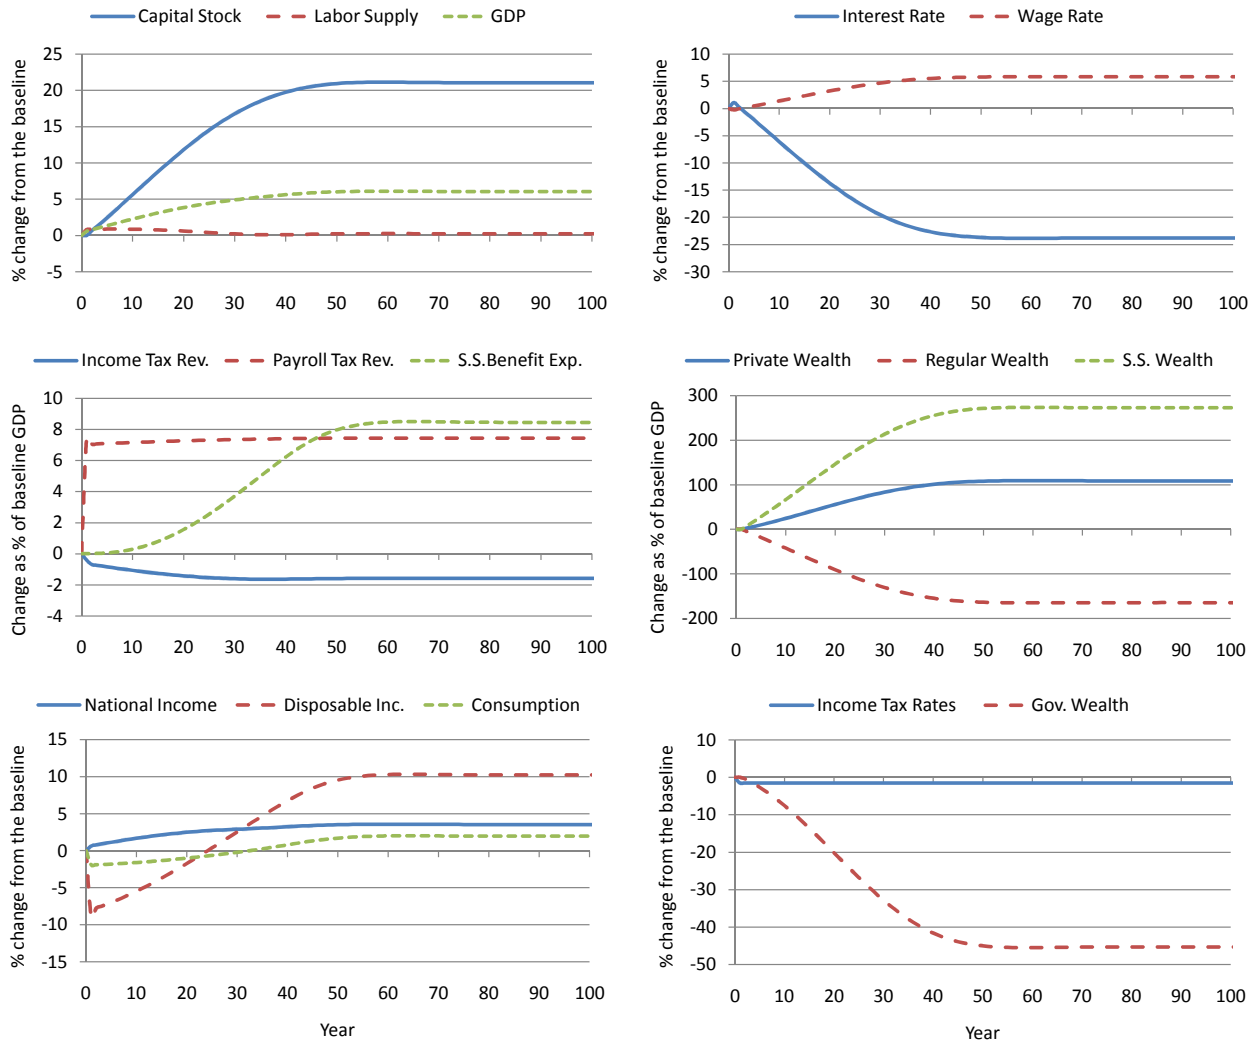 Capital Stock Labor Supply GDP
% change from the baseline
25
20
15
10
5
0
-5
0 10 20 30 40 50 60 70 80 90 100
Interest Rate Wage Rate
% change from the baseline
10
5
0
-5
-10
-15
-20
-25
-30
0 10 20 30 40 50 60 70 80 90 100
Income Tax Rev. Payroll Tax Rev. S.S.Benefit Exp.
Change as % of baseline GDP
10
8
6
4
2
0
-2
-4
0 10 20 30 40 50 60 70 80 90 100
Private Wealth Regular Wealth S.S. Wealth
Change as % of baseline GDP
300
200
100
0
-100
-200
0 10 20 30 40 50 60 70 80 90 100
National Income Disposable Inc. Consumption
% change from the baseline
15
10
5
0
-5
-10
-15
0 10 20 30 40 50 60 70 80 90 100
Year
Income Tax Rates Gov. Wealth
% change from the baseline
10
0
-10
-20
-30
-40
-50
0 10 20 30 40 50 60 70 80 90 100
Year